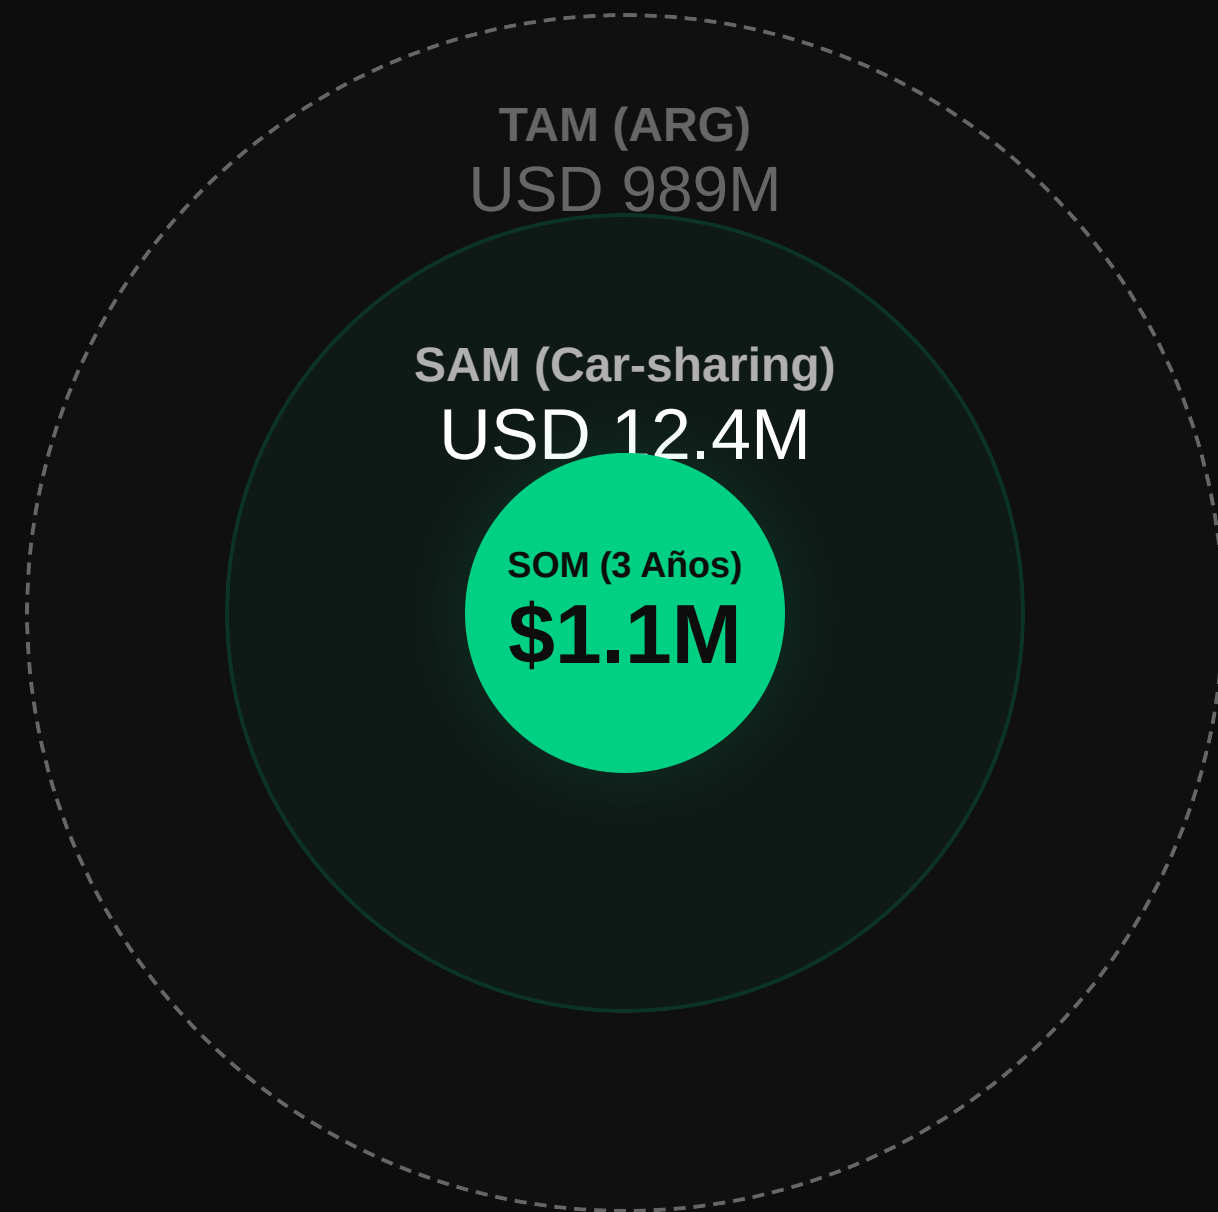 TAM (ARG)
USD 989M
SAM (Car-sharing)
USD 12.4M
SOM (3 Años)
$1.1M